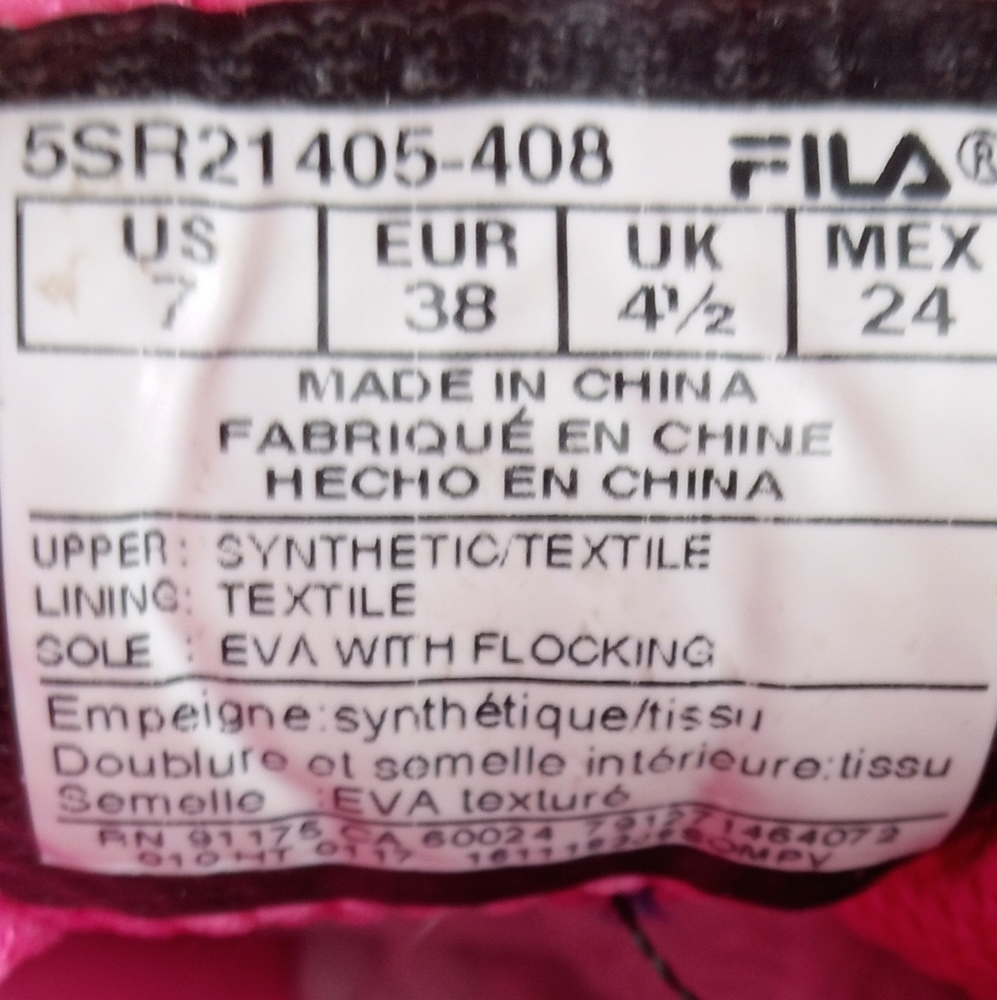 5SR21405-408 FILA®
US EUR UK MEX
7 38 4½ 24
MADE IN CHINA
FABRIQUÉ EN CHINE
HECHO EN CHINA
UPPER: SYNTHETIC/TEXTILE
LINING: TEXTILE
SOLE : EVA WITH FLOCKING
Empeigne:synthétique/tissu
Doublure et semelle intérieure:tissu
Semelle :EVA texturé
RN 91175 CA 60024 791271464072
0117